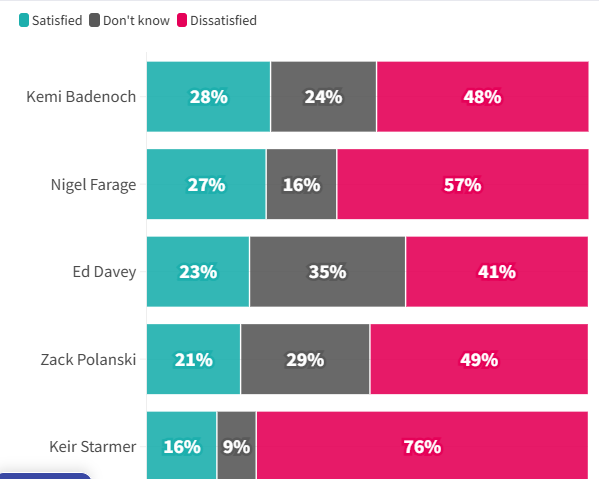 Satisfied Don't know Dissatisfied
Kemi Badenoch 28% 24% 48%
Nigel Farage 27% 16% 57%
Ed Davey 23% 35% 41%
Zack Polanski 21% 29% 49%
Keir Starmer 16% 9% 76%